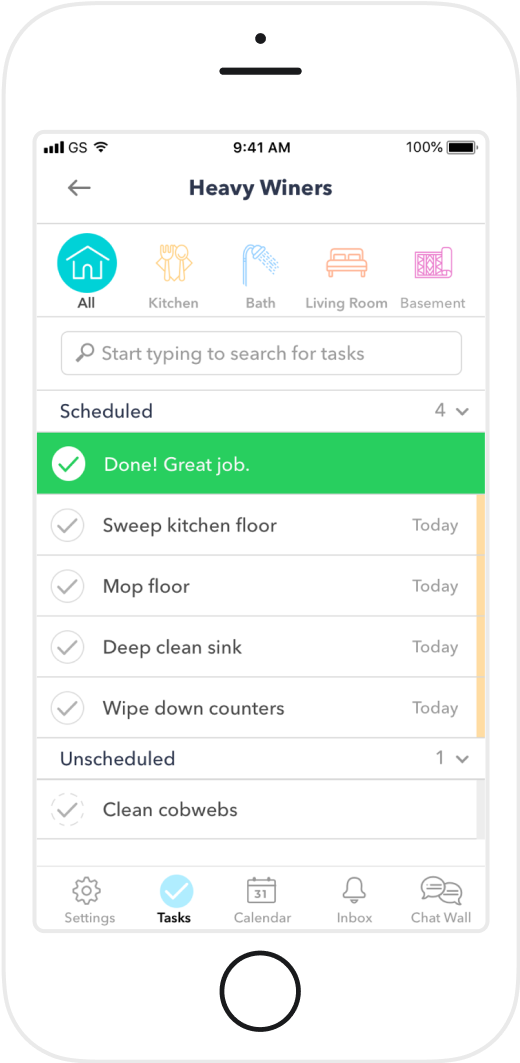 GS 9:41 AM 100%
Heavy Winers
All Kitchen Bath Living Room Basement
Start typing to search for tasks
Scheduled 4
Done! Great job.
Sweep kitchen floor Today
Mop floor Today
Deep clean sink Today
Wipe down counters Today
Unscheduled 1
Clean cobwebs
31
Settings Tasks Calendar Inbox Chat Wall